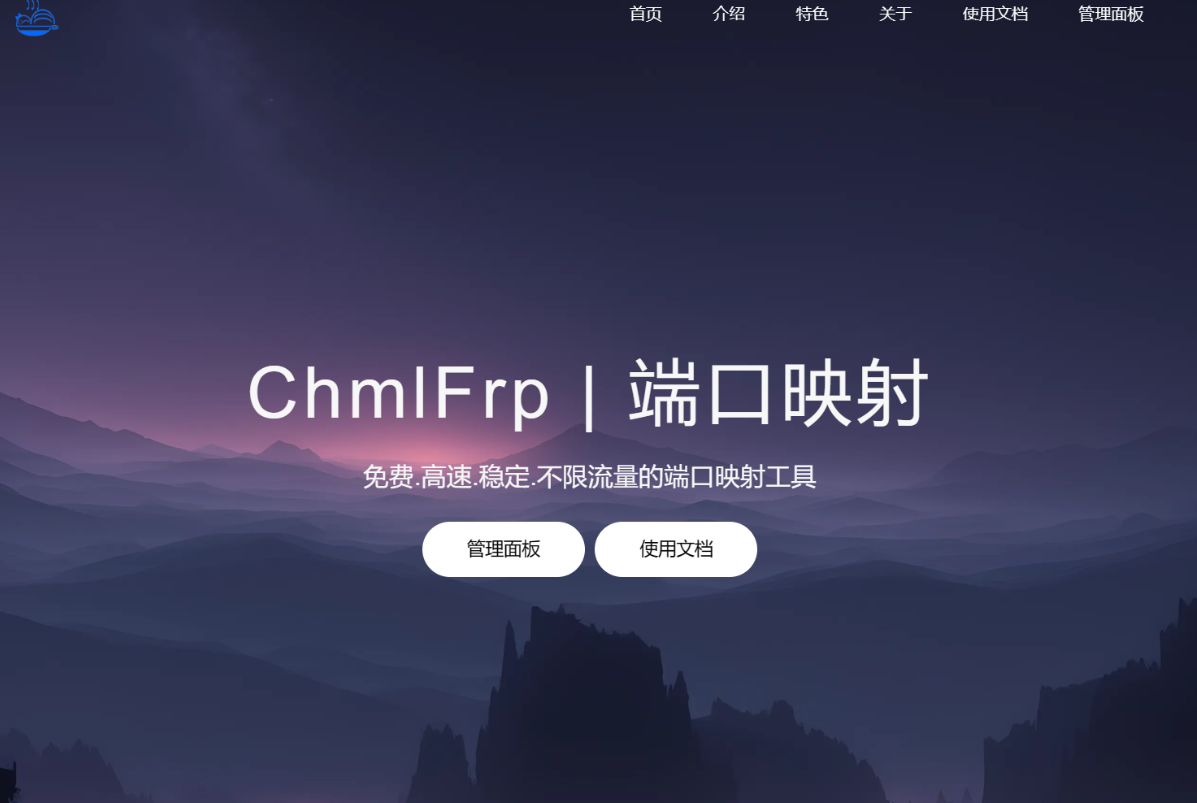 首页 介绍 特色 关于 使用文档 管理面板
ChmlFrp | 端口映射
免费.高速.稳定.不限流量的端口映射工具
管理面板 使用文档